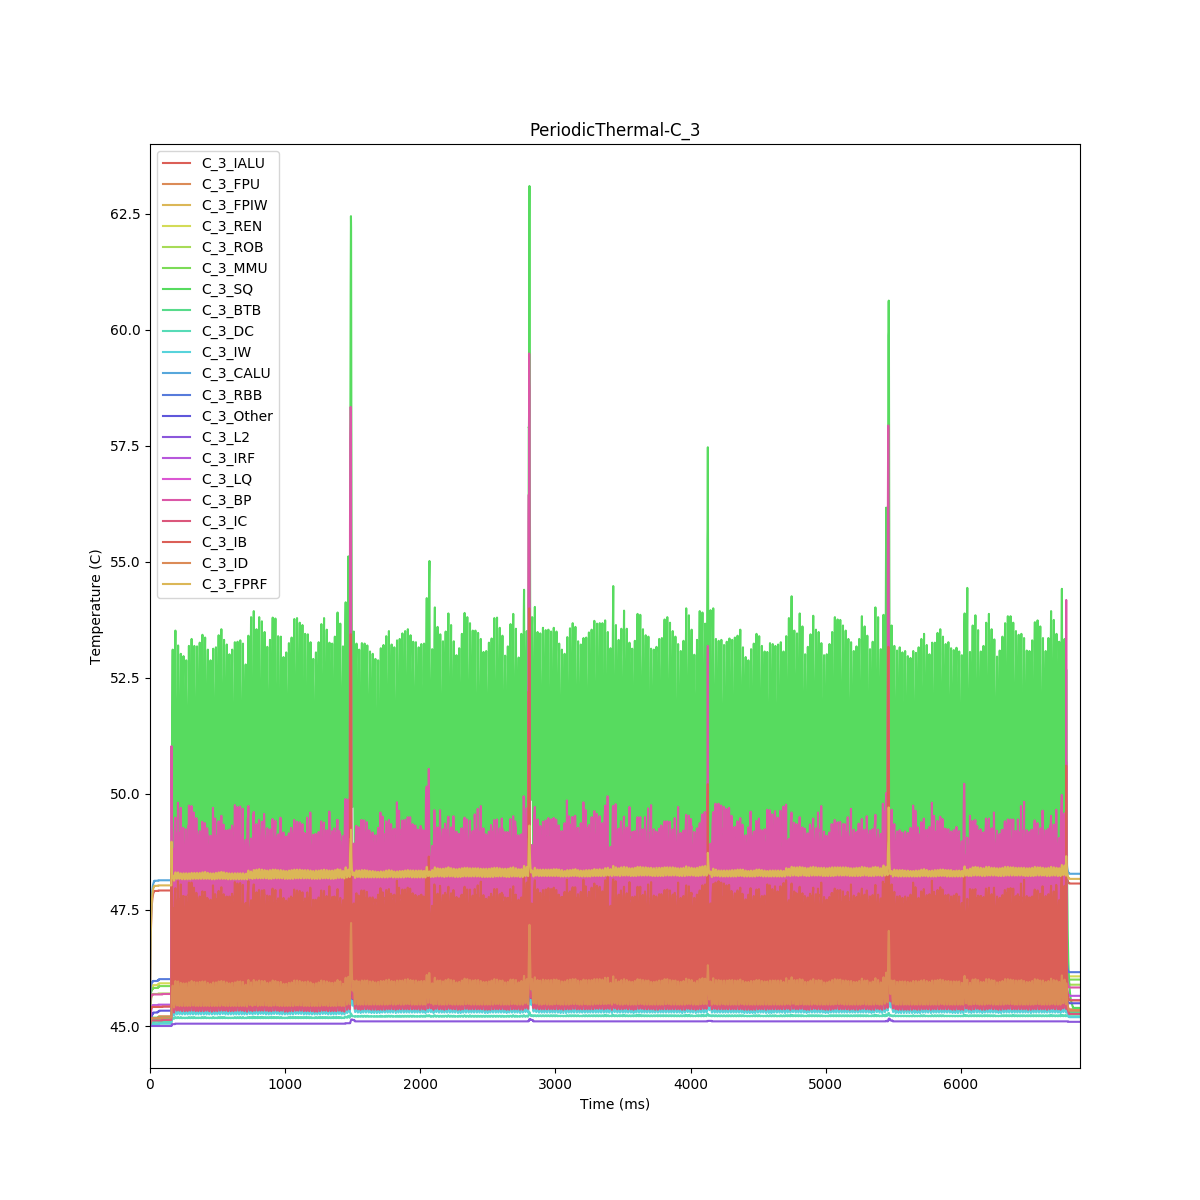 PeriodicThermal-C_3
C_3_IALU
C_3_FPU
C_3_FPIW
C_3_REN
C_3_ROB
C_3_MMU
C_3_SQ
C_3_BTB
C_3_DC
C_3_IW
C_3_CALU
C_3_RBB
C_3_Other
C_3_L2
C_3_IRF
C_3_LQ
C_3_BP
C_3_IC
C_3_IB
C_3_ID
C_3_FPRF
62.5
60.0
57.5
55.0
52.5
50.0
47.5
45.0
Temperature (C)
0 1000 2000 3000 4000 5000 6000
Time (ms)